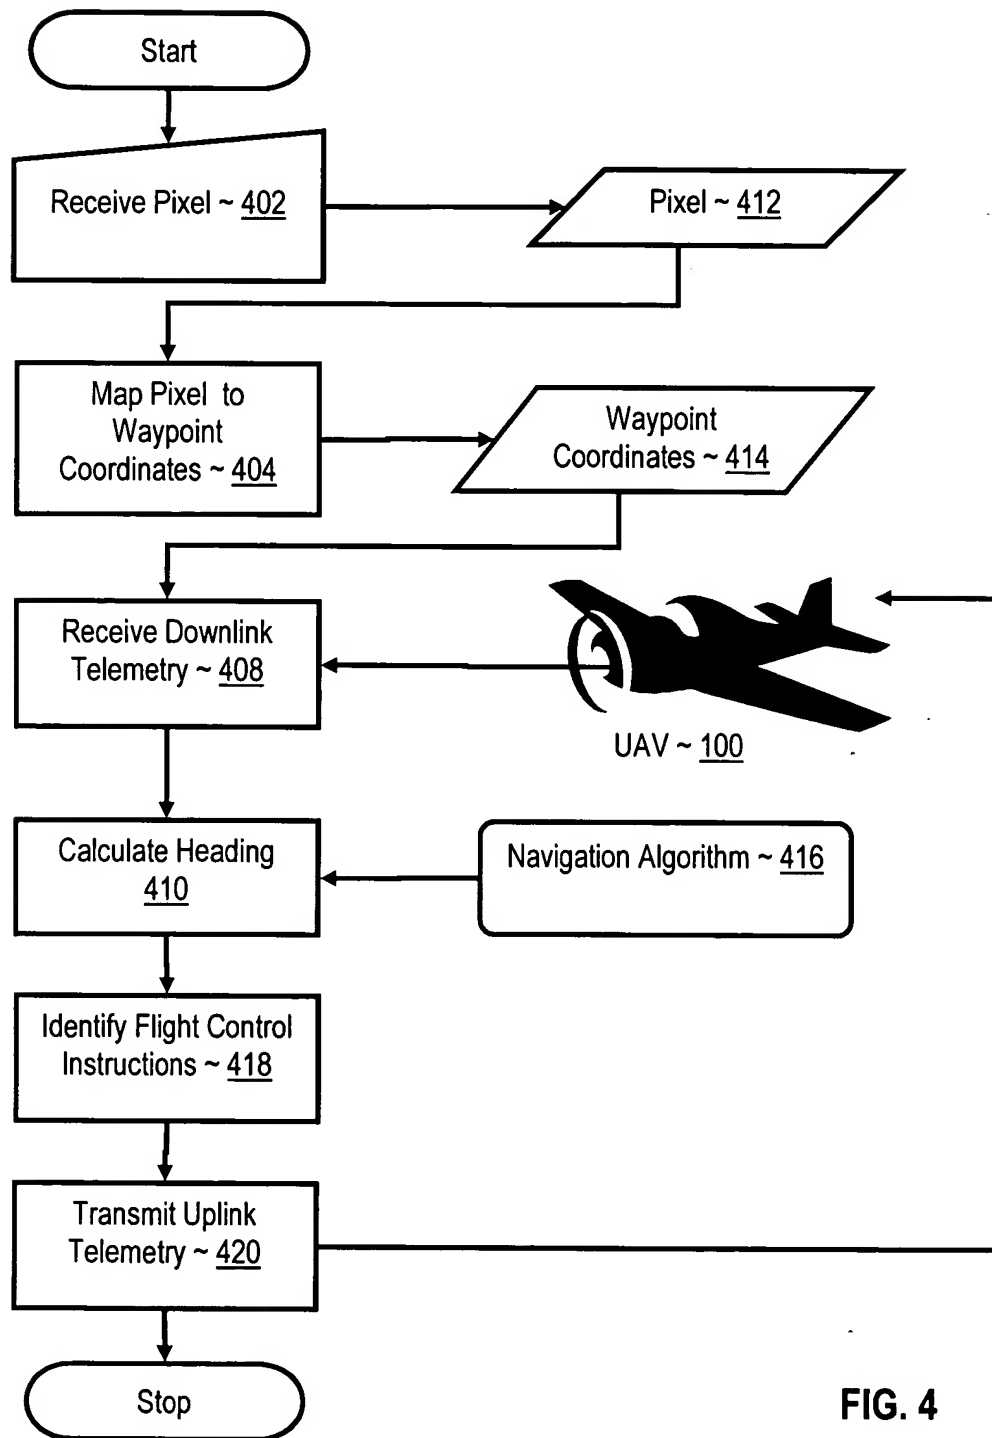 Start
Receive Pixel ~ 402
Pixel ~ 412
Map Pixel to
Waypoint
Coordinates ~ 404
Waypoint
Coordinates ~ 414
Receive Downlink
Telemetry ~ 408
UAV ~ 100
Calculate Heading
410
Navigation Algorithm ~ 416
Identify Flight Control
Instructions ~ 418
Transmit Uplink
Telemetry ~ 420
Stop
FIG. 4